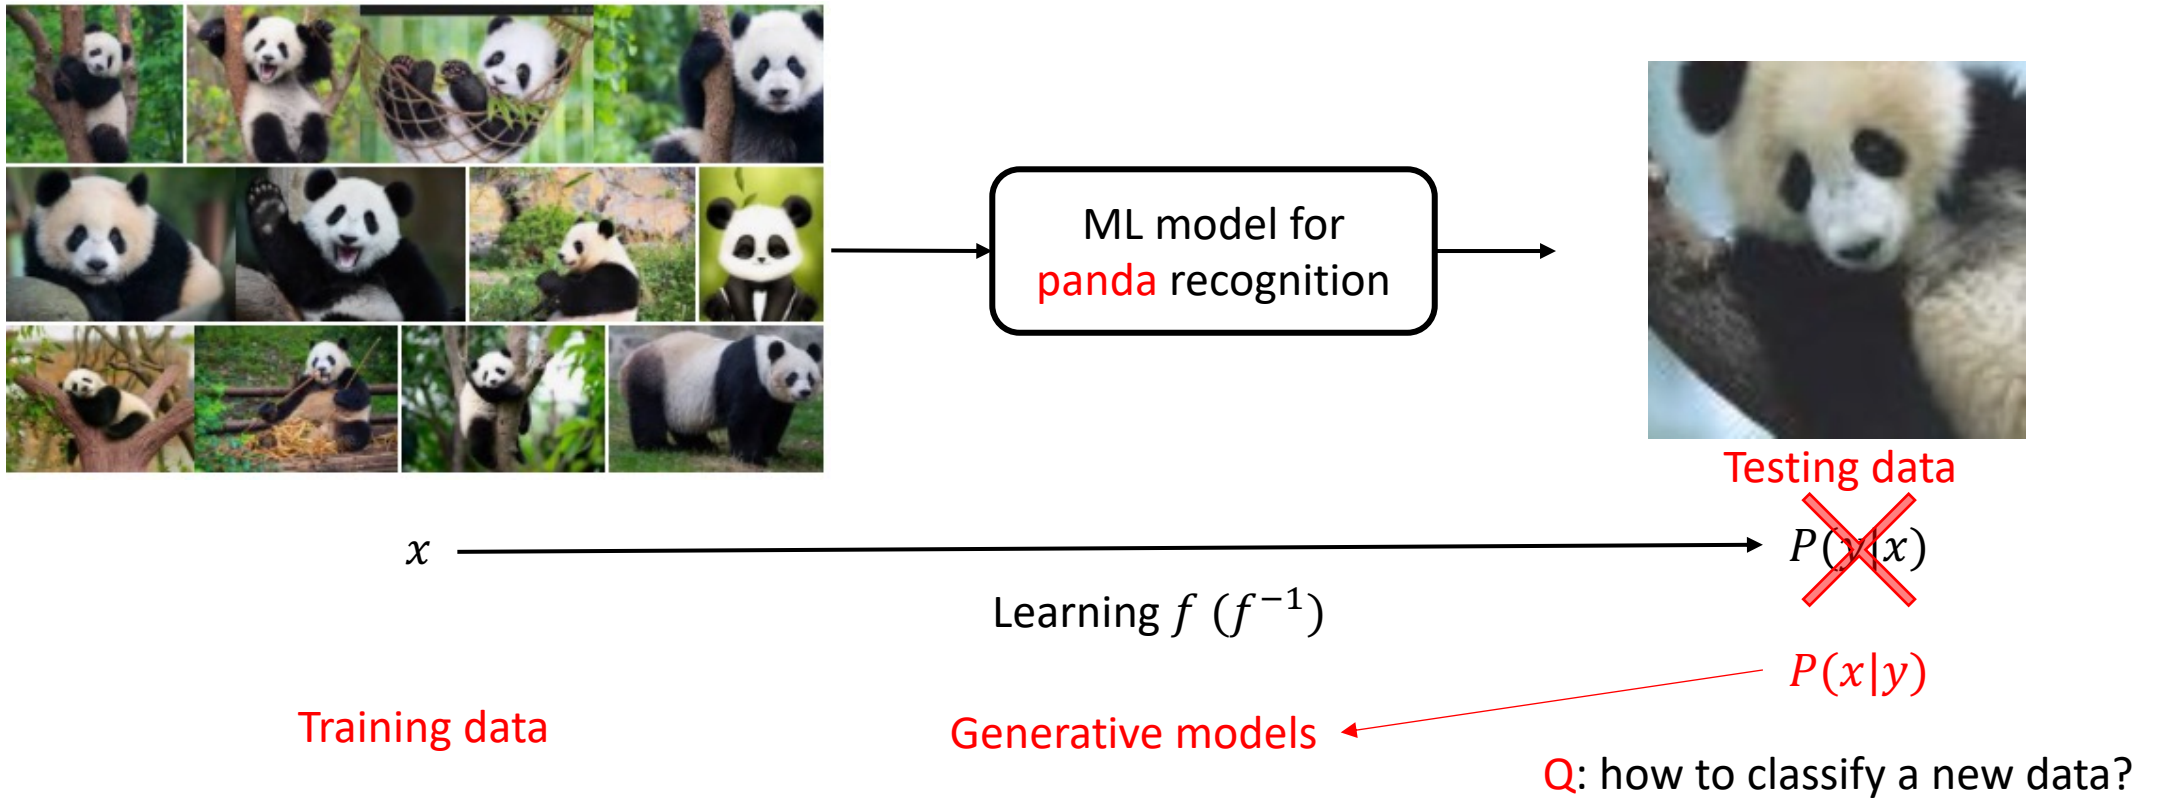 ML model for
panda recognition
Testing data
x
P(y|x)
Learning f (f⁻¹)
P(x|y)
Training data
Generative models
Q: how to classify a new data?